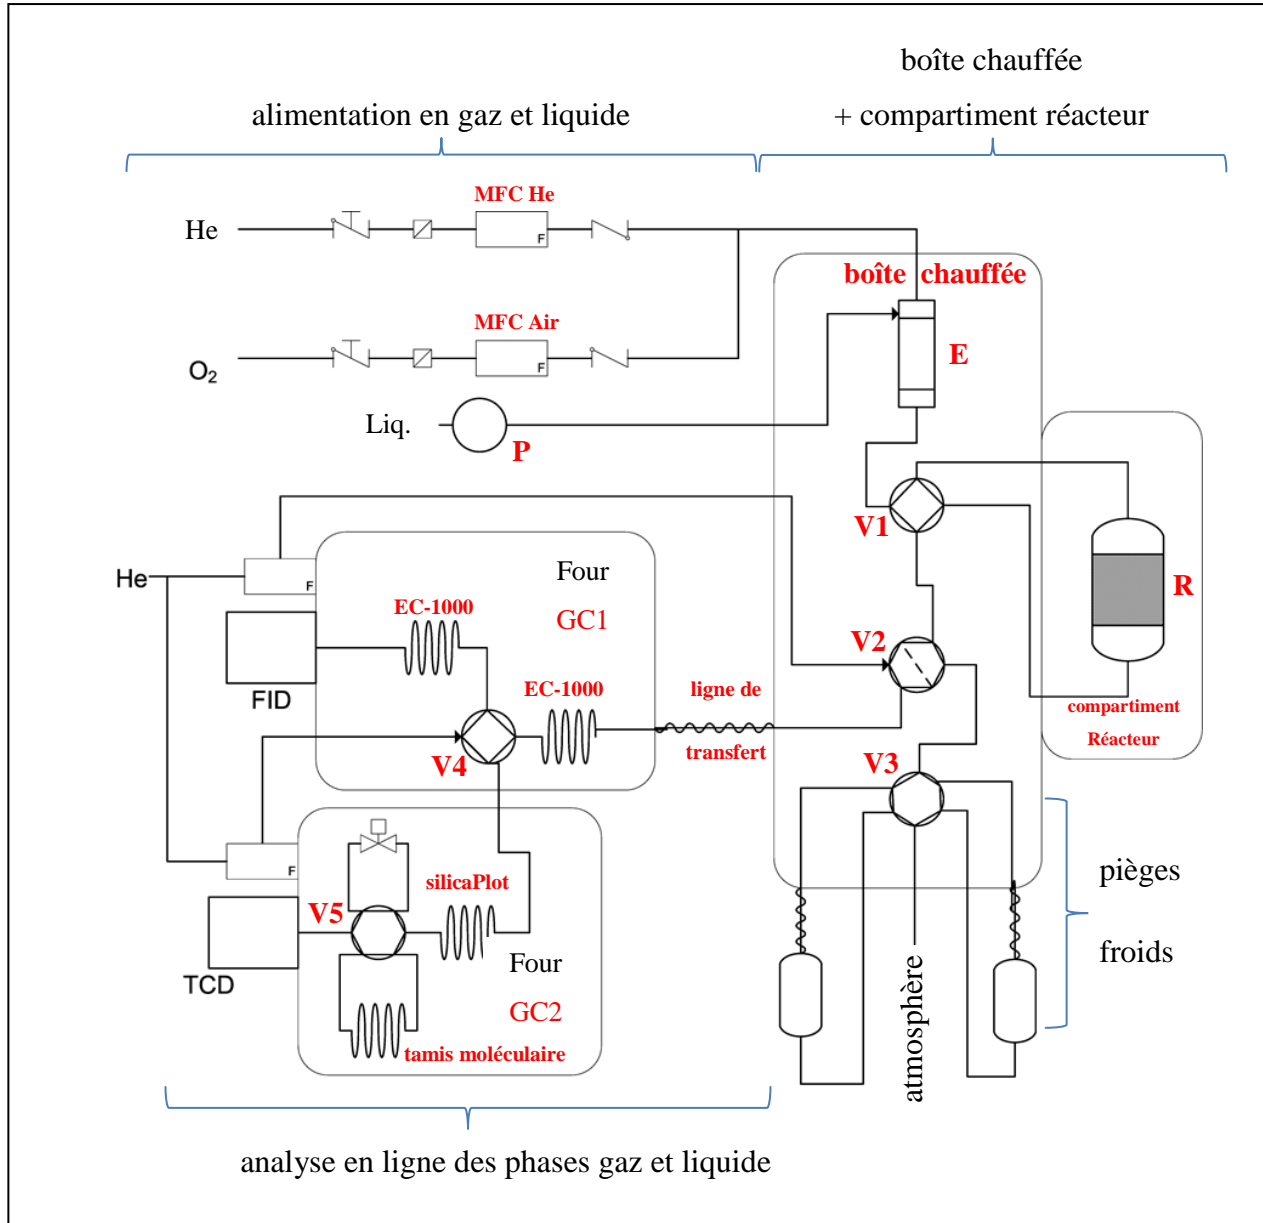 boîte chauffée
+ compartiment réacteur
alimentation en gaz et liquide
MFC He
He
F
boîte chauffée
MFC Air
O₂
F
E
Liq.
P
V1
He
F
Four
GC1
EC-1000
R
V2
FID
EC-1000
ligne de
transfert
compartiment
Réacteur
V4
V3
F
silicaPlot
V5
pièges
froids
TCD
Four
GC2
tamis moléculaire
atmosphère
analyse en ligne des phases gaz et liquide